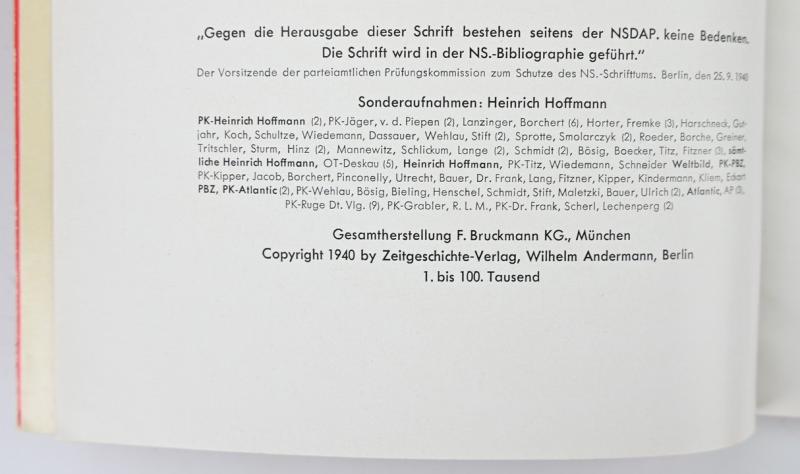 „Gegen die Herausgabe dieser Schrift bestehen seitens der NSDAP. keine Bedenken.
Die Schrift wird in der NS.-Bibliographie geführt.“
Der Vorsitzende der parteiamtlichen Prüfungskommission zum Schutze des NS.-Schrifttums. Berlin, den 25. 9. 1940
Sonderaufnahmen: Heinrich Hoffmann
PK-Heinrich Hoffmann (2), PK-Jäger, v. d. Piepen (2), Lanzinger, Borchert (6), Horter, Fremke (3), Harschneck, Gut-
jahr, Koch, Schultze, Wiedemann, Dassauer, Wehlau, Stift (2), Sprotte, Smolarczyk (2), Roeder, Borche, Greiner,
Tritschler, Sturm, Hinz (2), Mannewitz, Schlickum, Lange (2), Schmidt (2), Bösig, Boecker, Titz, Fitzner (3), sämt-
liche Heinrich Hoffmann, OT-Deskau (5), Heinrich Hoffmann, PK-Titz, Wiedemann, Schneider Weltbild, PK-PBZ,
PK-Kipper, Jacob, Borchert, Pinconelly, Utrecht, Bauer, Dr. Frank, Lang, Fitzner, Kipper, Kindermann, Kliem, Eckart
PBZ, PK-Atlantic (2), PK-Wehlau, Bösig, Bieling, Henschel, Schmidt, Stift, Maletzki, Bauer, Ulrich (2), Atlantic, AP (3),
PK-Ruge Dt. Vlg. (9), PK-Grabler, R. L. M., PK-Dr. Frank, Scherl, Lechenperg (2)
Gesamtherstellung F. Bruckmann KG., München
Copyright 1940 by Zeitgeschichte-Verlag, Wilhelm Andermann, Berlin
1. bis 100. Tausend